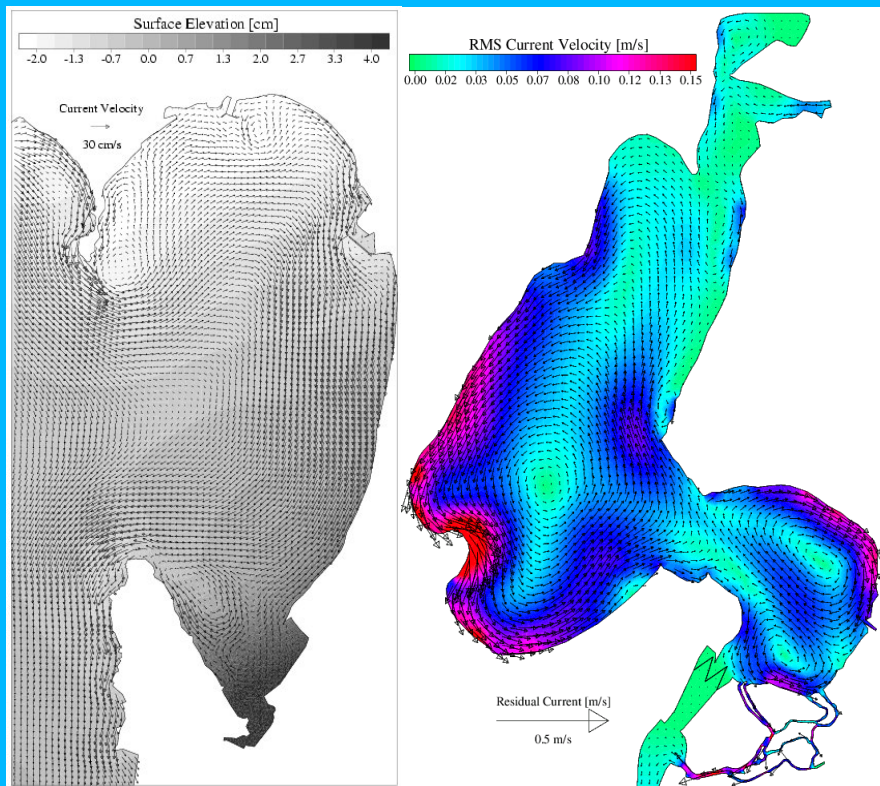 Surface Elevation [cm]
-2.0 -1.3 -0.7 0.0 0.7 1.3 2.0 2.7 3.3 4.0
Current Velocity
30 cm/s
RMS Current Velocity [m/s]
0.00 0.02 0.03 0.05 0.07 0.08 0.10 0.12 0.13 0.15
Residual Current [m/s]
0.5 m/s